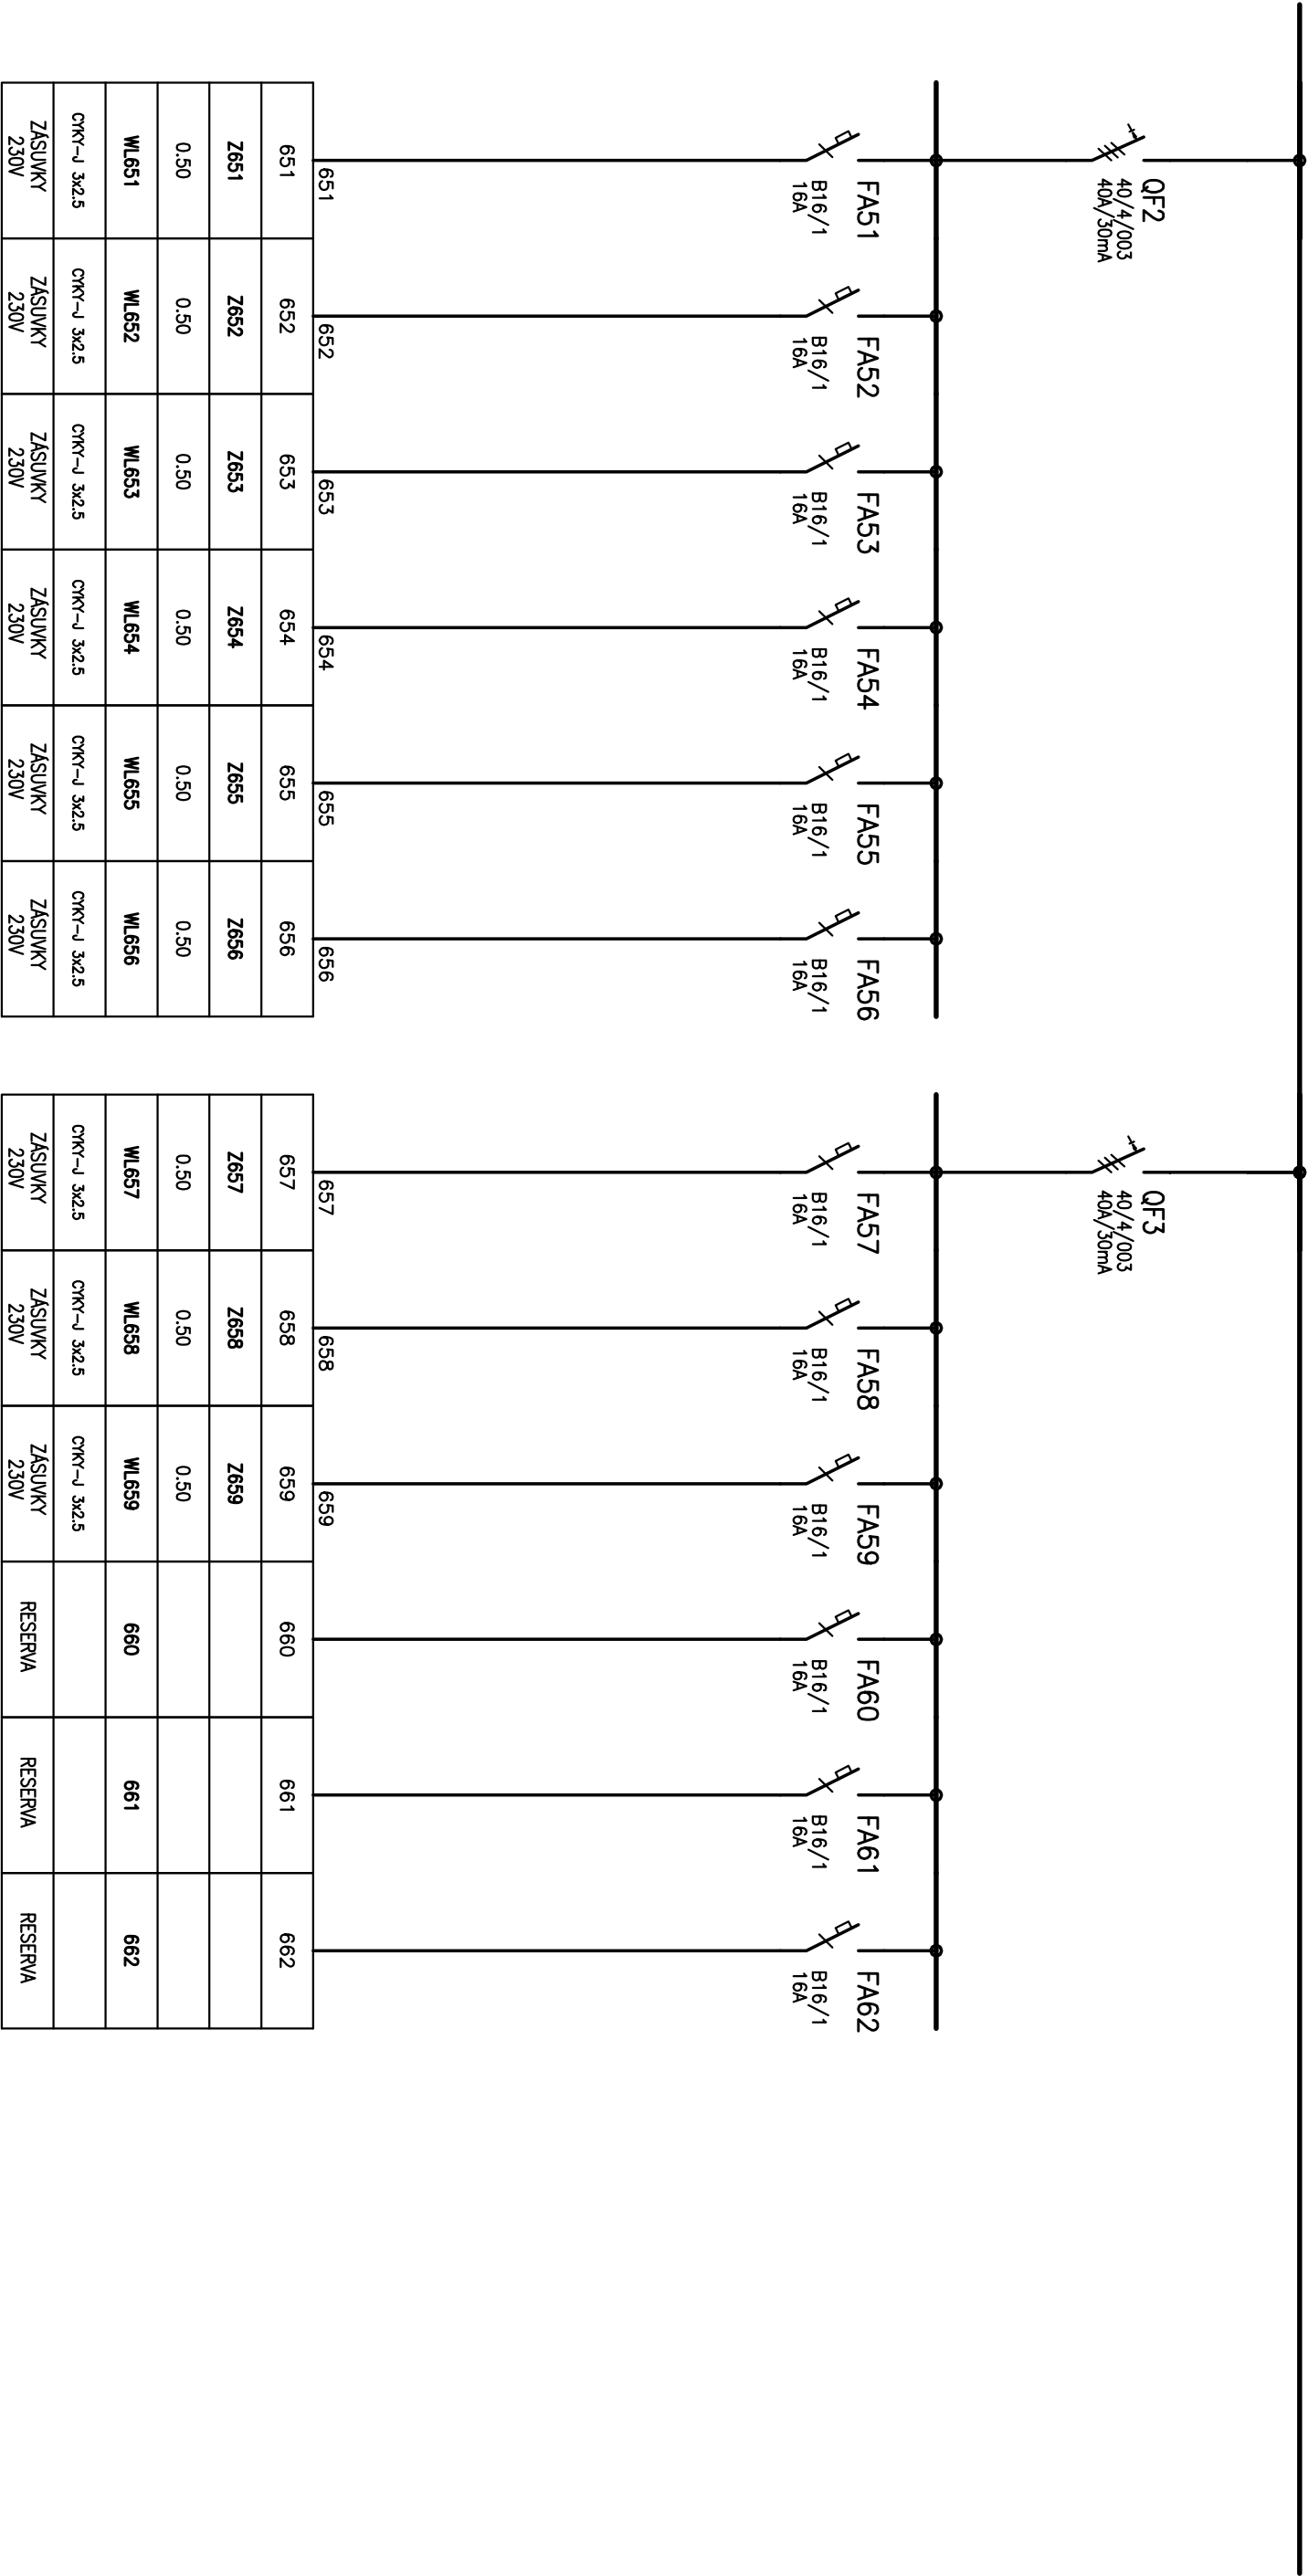 QF2
40/4/003
40A/30mA
QF3
40/4/003
40A/30mA
FA51
B16/1
16A
FA52
B16/1
16A
FA53
B16/1
16A
FA54
B16/1
16A
FA55
B16/1
16A
FA56
B16/1
16A
FA57
B16/1
16A
FA58
B16/1
16A
FA59
B16/1
16A
FA60
B16/1
16A
FA61
B16/1
16A
FA62
B16/1
16A
651 652 653 654 655 656 657 658 659
651 652 653 654 655 656 657 658 659 660 661 662
Z651 Z652 Z653 Z654 Z655 Z656 Z657 Z658 Z659
0.50 0.50 0.50 0.50 0.50 0.50 0.50 0.50 0.50
WL651 WL652 WL653 WL654 WL655 WL656 WL657 WL658 WL659 660 661 662
CYKY-J 3x2.5 CYKY-J 3x2.5 CYKY-J 3x2.5 CYKY-J 3x2.5 CYKY-J 3x2.5 CYKY-J 3x2.5 CYKY-J 3x2.5 CYKY-J 3x2.5 CYKY-J 3x2.5
ZÁSUVKY ZÁSUVKY ZÁSUVKY ZÁSUVKY ZÁSUVKY ZÁSUVKY ZÁSUVKY ZÁSUVKY ZÁSUVKY RESERVA RESERVA RESERVA
230V 230V 230V 230V 230V 230V 230V 230V 230V